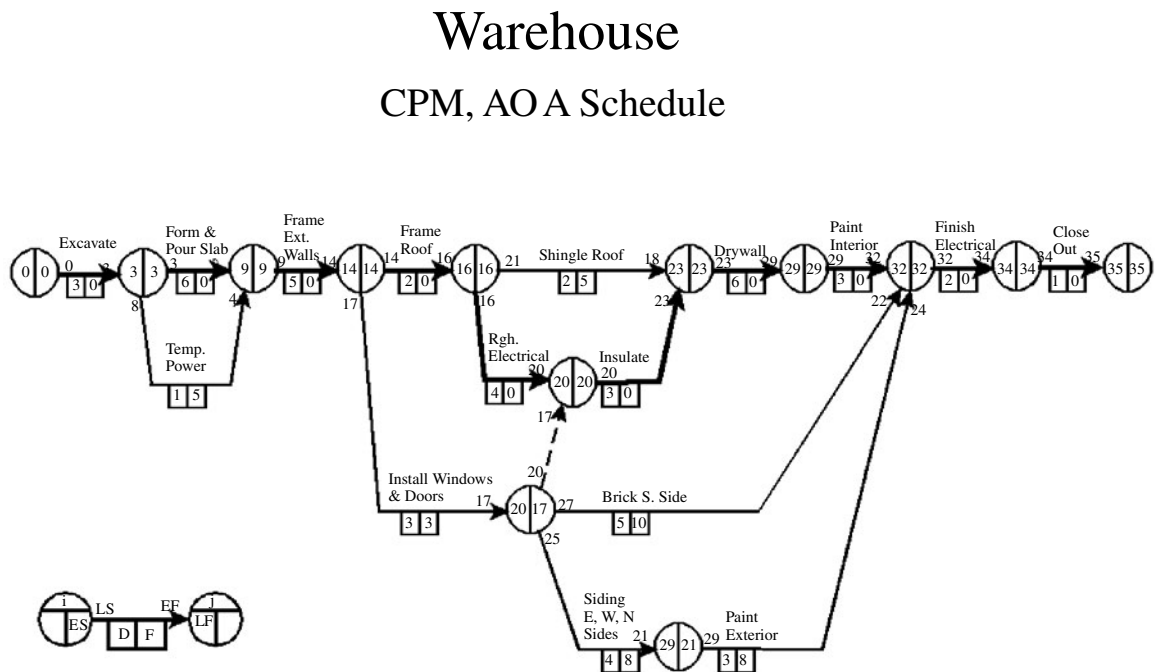 Warehouse
CPM, AOA Schedule
Excavate
Form &
Pour Slab
Frame
Ext.
Walls
Frame
Roof
Shingle Roof
Drywall
Paint
Interior
Finish
Electrical
Close
Out
0 0
0
3
3 0
3 3
3
9
6 0
9 9
9
14
5 0
14 14
14
16
2 0
16 16
21
18
2 5
23 23
23
29
6 0
29 29
29
32
3 0
32 32
32
34
2 0
34 34
34
35
1 0
35 35
8
4
Temp.
Power
1 5
17
16
23
22
24
Rgh.
Electrical
20
4 0
20 20
Insulate
20
3 0
17
20
Install Windows
& Doors
17
3 3
20 17
27
Brick S. Side
5 10
25
Siding
E, W, N
Sides
21
4 8
29 21
29
Paint
Exterior
3 8
i
ES
LS
EF
D F
j
LF